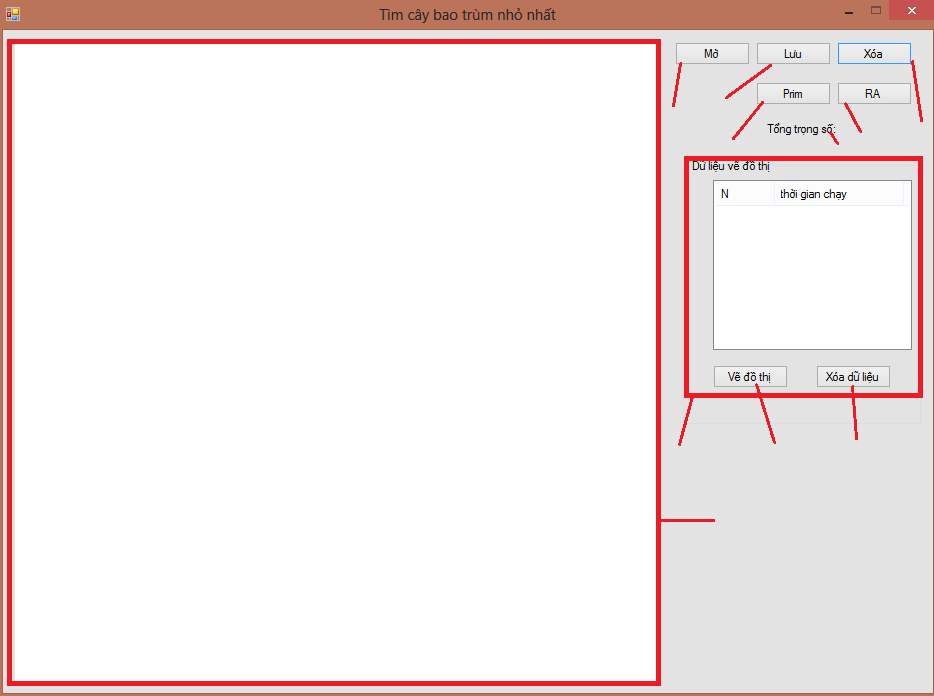 Tìm cây bao trùm nhỏ nhất
Mở Lưu Xóa
Prim RA
Tổng trọng số:
Dữ liệu vẽ đồ thị
N thời gian chạy
Vẽ đồ thị Xóa dữ liệu